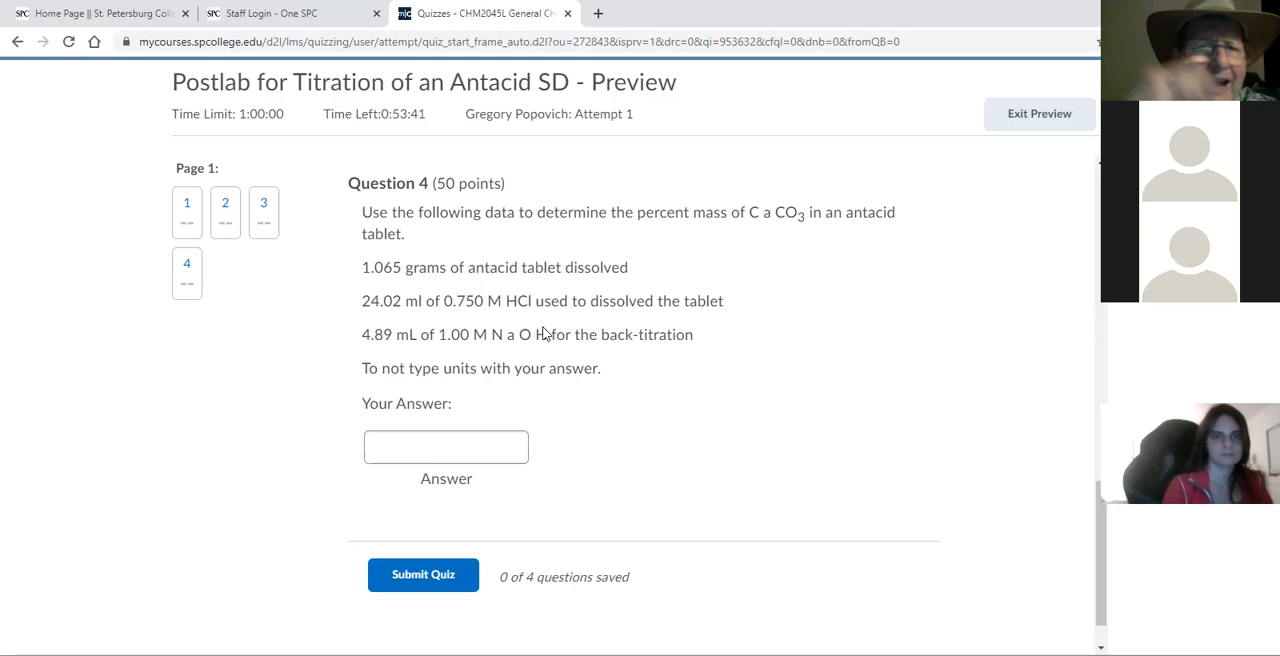 Home Page || St. Petersburg Coll
Staff Login - One SPC
Quizzes - CHM2045L General Ch
mycourses.spcollege.edu/d2l/lms/quizzing/user/attempt/quiz_start_frame_auto.d2l?ou=272843&isprv=1&drc=0&qi=953632&cfql=0&dnb=0&fromQB=0
Postlab for Titration of an Antacid SD - Preview
Time Limit: 1:00:00 Time Left:0:53:41 Gregory Popovich: Attempt 1
Exit Preview
Page 1:
1 2 3
-- -- --
4
--
Question 4 (50 points)
Use the following data to determine the percent mass of C a CO3 in an antacid
tablet.
1.065 grams of antacid tablet dissolved
24.02 ml of 0.750 M HCl used to dissolved the tablet
4.89 mL of 1.00 M N a O H for the back-titration
To not type units with your answer.
Your Answer:
Answer
Submit Quiz
0 of 4 questions saved